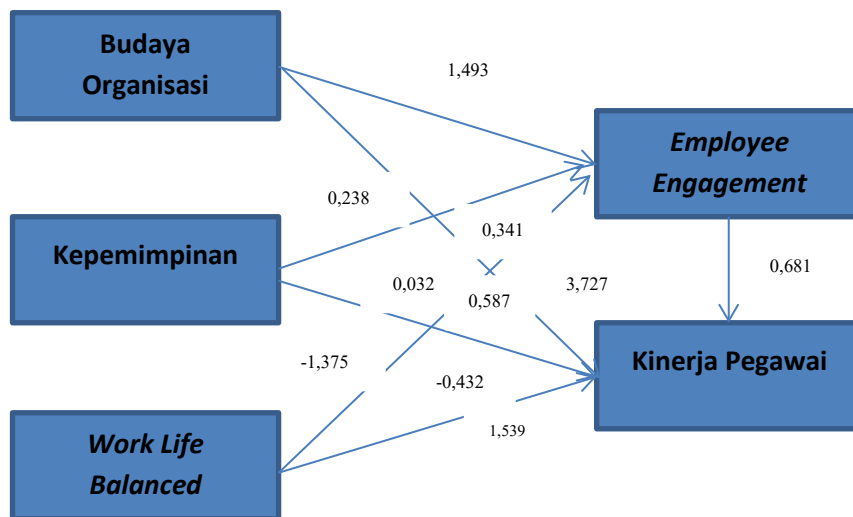 Budaya
Organisasi
1,493
Employee
Engagement
0,238
0,341
Kepemimpinan
0,681
0,032
0,587
3,727
Kinerja Pegawai
-1,375
-0,432
1,539
Work Life
Balanced